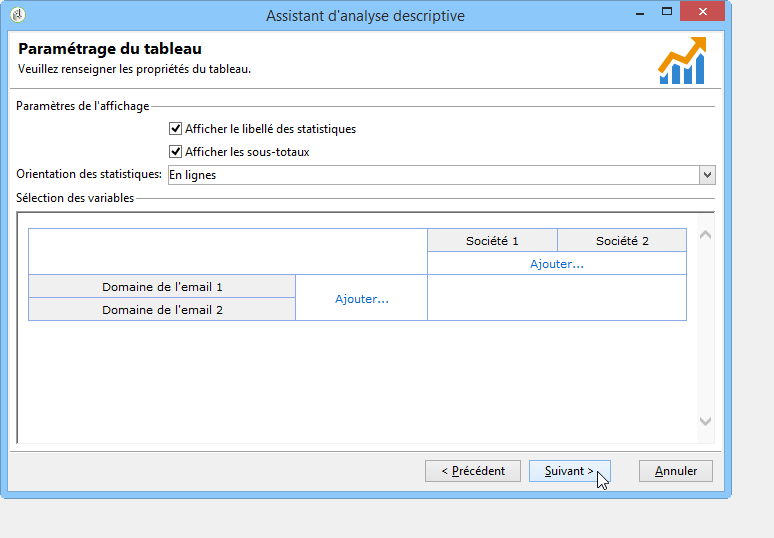 Assistant d'analyse descriptive
Paramétrage du tableau
Veuillez renseigner les propriétés du tableau.
Paramètres de l'affichage
Afficher le libellé des statistiques
Afficher les sous-totaux
Orientation des statistiques: En lignes
Sélection des variables
Société 1 Société 2
Ajouter...
Domaine de l'email 1
Ajouter...
Domaine de l'email 2
< Précédent Suivant > Annuler